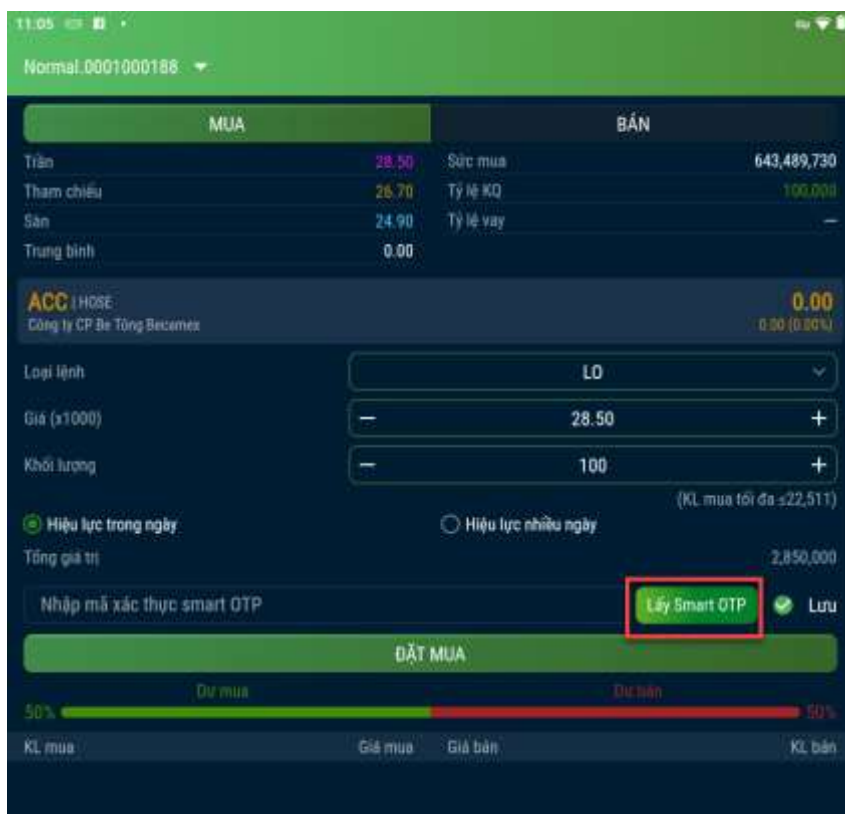 11:05
Normal.0001000188
MUA BÁN
Trần 28.50 Sức mua 643,489,730
Tham chiếu 26.70 Tỷ lệ KQ 100,000
Sàn 24.90 Tỷ lệ vay —
Trung bình 0.00
ACC | HOSE 0.00
Công ty CP Be Tông Becamex 0.00 (0.00%)
Loại lệnh LO
Giá (x1000) − 28.50 +
Khối lượng − 100 +
(KL mua tối đa ≤22,511)
Hiệu lực trong ngày Hiệu lực nhiều ngày
Tổng giá trị 2,850,000
Nhập mã xác thực smart OTP Lấy Smart OTP Lưu
ĐẶT MUA
Dư mua Dư bán
50% 50%
KL mua Giá mua Giá bán KL bán